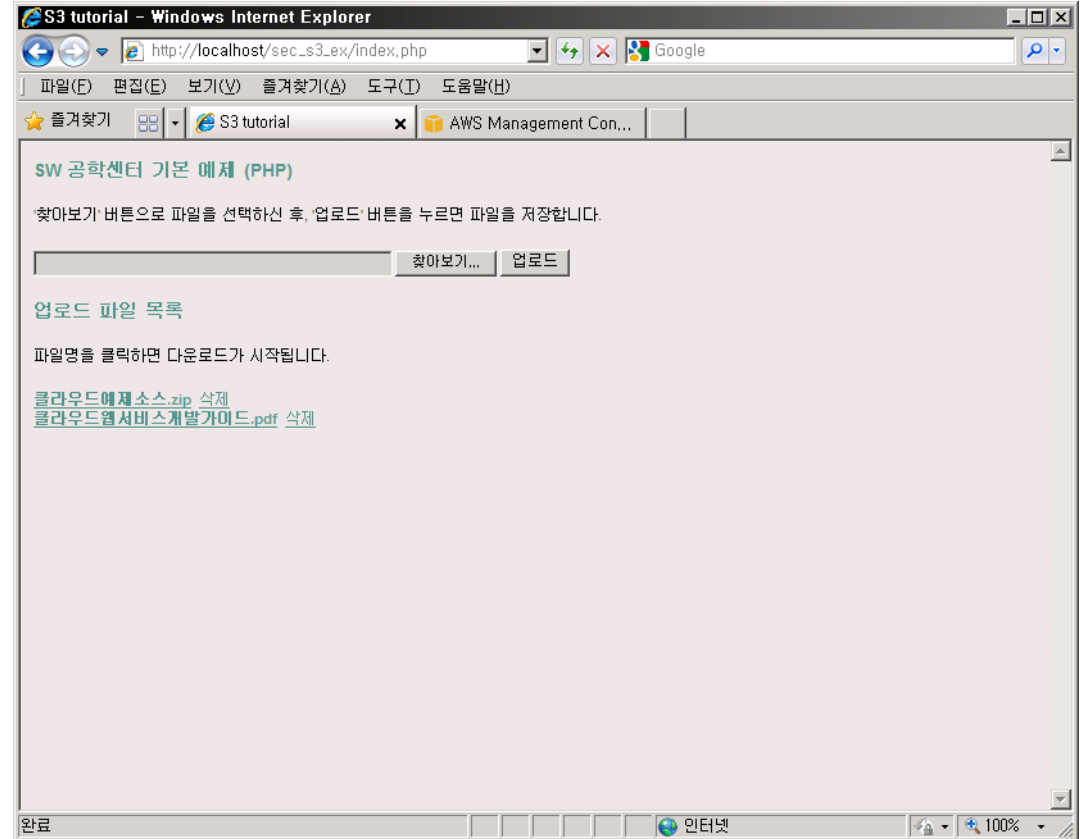 S3 tutorial - Windows Internet Explorer
http://localhost/sec_s3_ex/index.php Google
파일(F) 편집(E) 보기(V) 즐겨찾기(A) 도구(T) 도움말(H)
즐겨찾기 S3 tutorial AWS Management Con...
SW 공학센터 기본 예제 (PHP)
'찾아보기' 버튼으로 파일을 선택하신 후, '업로드' 버튼을 누르면 파일을 저장합니다.
찾아보기... 업로드
업로드 파일 목록
파일명을 클릭하면 다운로드가 시작됩니다.
클라우드예제소스.zip 삭제
클라우드웹서비스개발가이드.pdf 삭제
완료 인터넷 100%